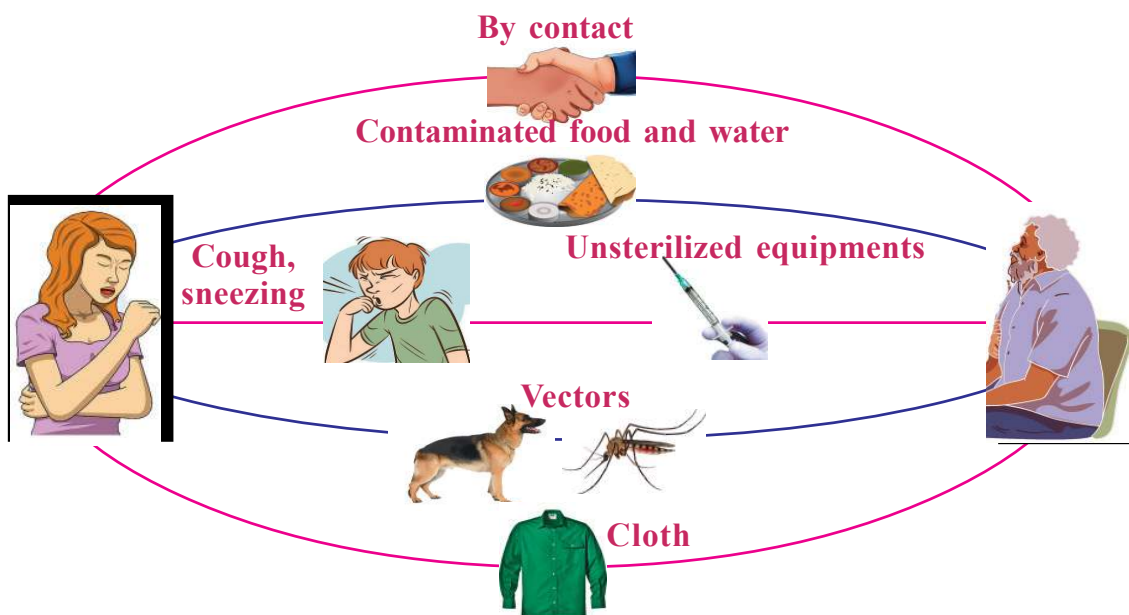 By contact
Contaminated food and water
Cough,
sneezing
Unsterilized equipments
Vectors
Cloth